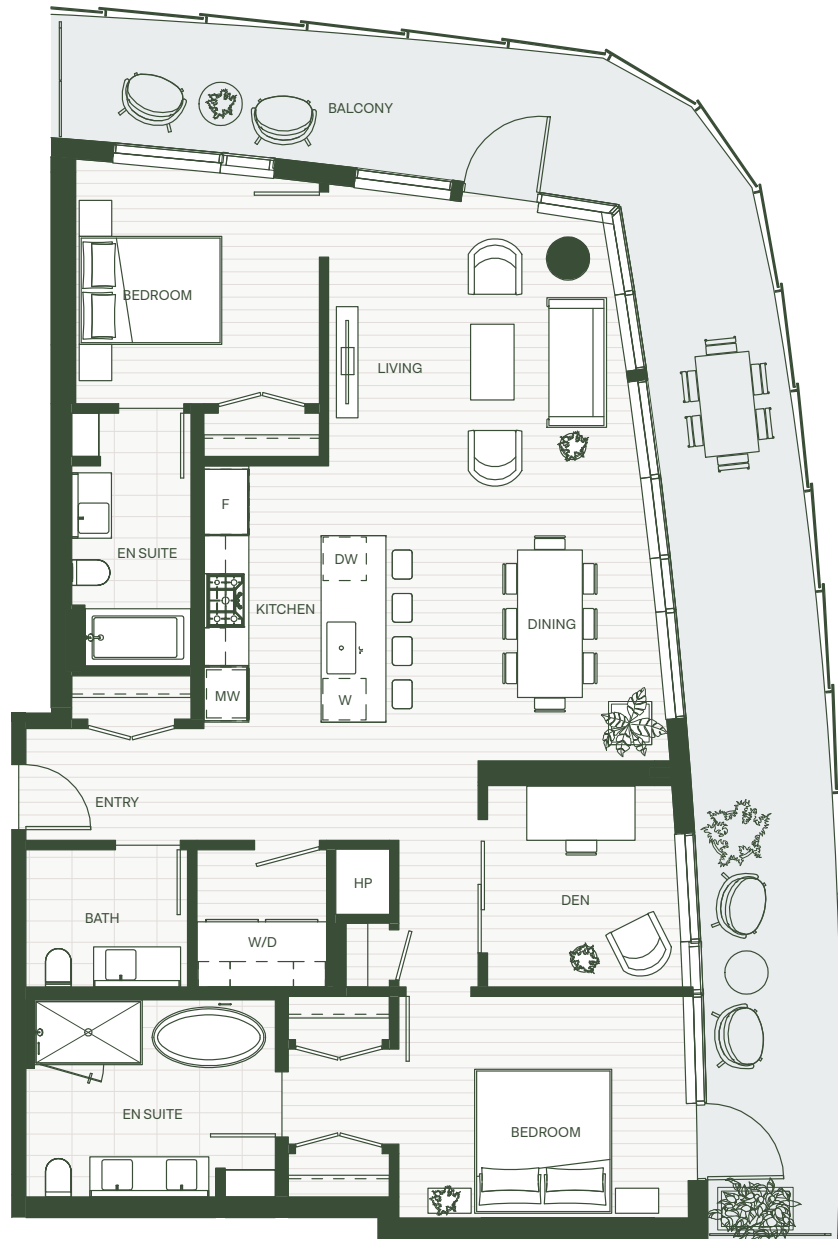 BALCONY
BEDROOM
LIVING
F
EN SUITE
DW
KITCHEN
DINING
MW
W
ENTRY
HP
DEN
BATH
W/D
EN SUITE
BEDROOM